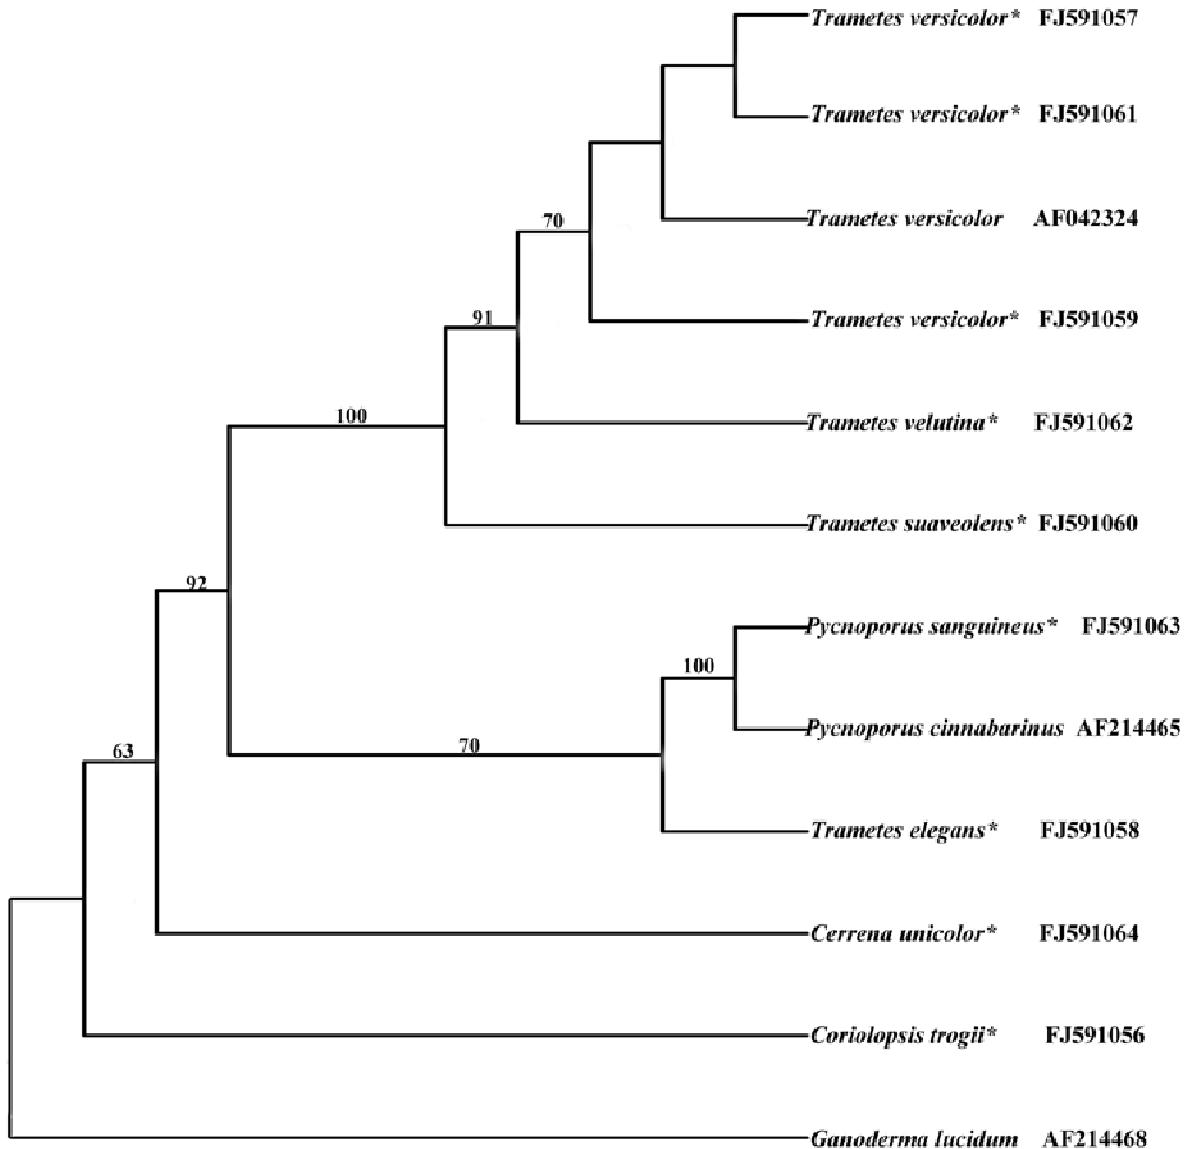 Trametes versicolor* FJ591057
Trametes versicolor* FJ591061
Trametes versicolor AF042324
70
Trametes versicolor* FJ591059
91
100
Trametes velutina* FJ591062
Trametes suaveolens* FJ591060
92
Pycnoporus sanguineus* FJ591063
100
Pycnoporus cinnabarinus AF214465
70
63
Trametes elegans* FJ591058
Cerrena unicolor* FJ591064
Coriolopsis trogii* FJ591056
Ganoderma lucidum AF214468